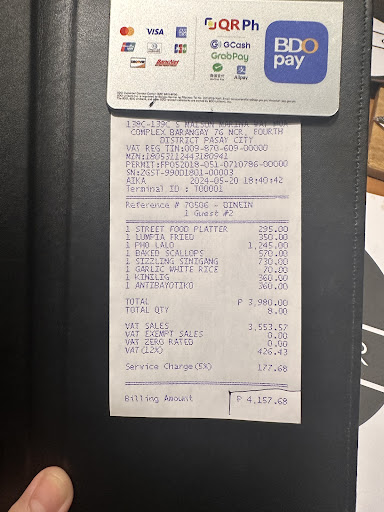 VISA
QR Ph
GCash
GrabPay
BDO
pay
Alipay
COMPLEX BARANGAY 76 NCR, FOURTH
DISTRICT PASAY CITY
VAT REG TIN:009-870-609-00000
MIN:18053112443180941
PERMIT:FP052018-051-0710786-00000
SN:2GST-99001801-00003
AIKA 2024-05-20 18:40:42
Terminal ID : T00001
Reference # 70506 - DINEIN
1 Guest #2
1 STREET FOOD PLATTER 295.00
1 LUMPIA FRIED 350.00
1 PHO LALO 1,245.00
1 BAKED SCALLOPS 570.00
1 SIZZLING SINIGANG 730.00
1 GARLIC WHITE RICE 70.00
1 KINILIG 360.00
1 ANTIBAYOTIKO 360.00
TOTAL P 3,980.00
TOTAL QTY 8.00
VAT SALES 3,553.57
VAT EXEMPT SALES 0.00
VAT ZERO RATED 0.00
VAT(12%) 426.43
Service Charge(5%) 177.68
Billing Amount P 4,157.68